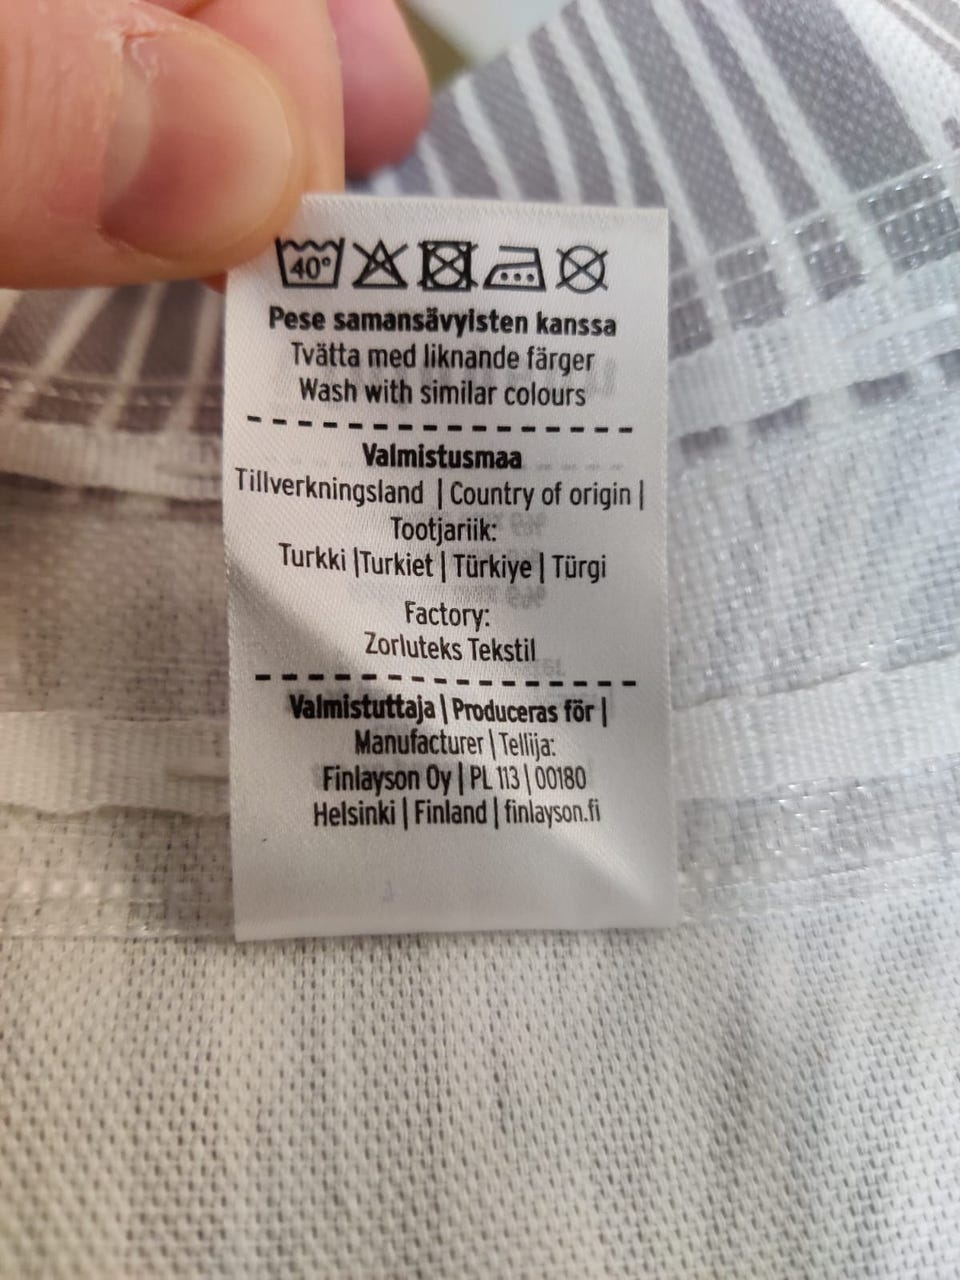 40°
Pese samansävyisten kanssa
Tvätta med liknande färger
Wash with similar colours
Valmistusmaa
Tillverkningsland | Country of origin |
Tootjariik:
Turkki |Turkiet | Türkiye | Türgi
Factory:
Zorluteks Tekstil
Valmistuttaja | Produceras för |
Manufacturer | Tellija:
Finlayson Oy | PL 113 | 00180
Helsinki | Finland | finlayson.fi